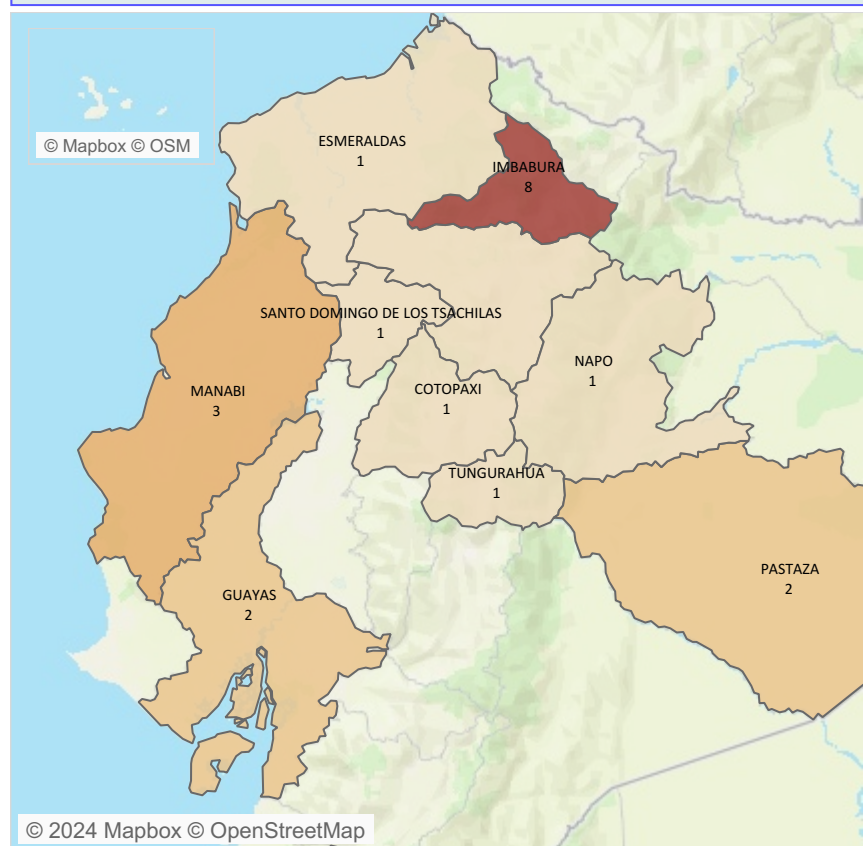 © Mapbox © OSM
ESMERALDAS
1
IMBABURA
8
SANTO DOMINGO DE LOS TSACHILAS
1
NAPO
1
MANABI
3
COTOPAXI
1
TUNGURAHUA
1
PASTAZA
2
GUAYAS
2
© 2024 Mapbox © OpenStreetMap